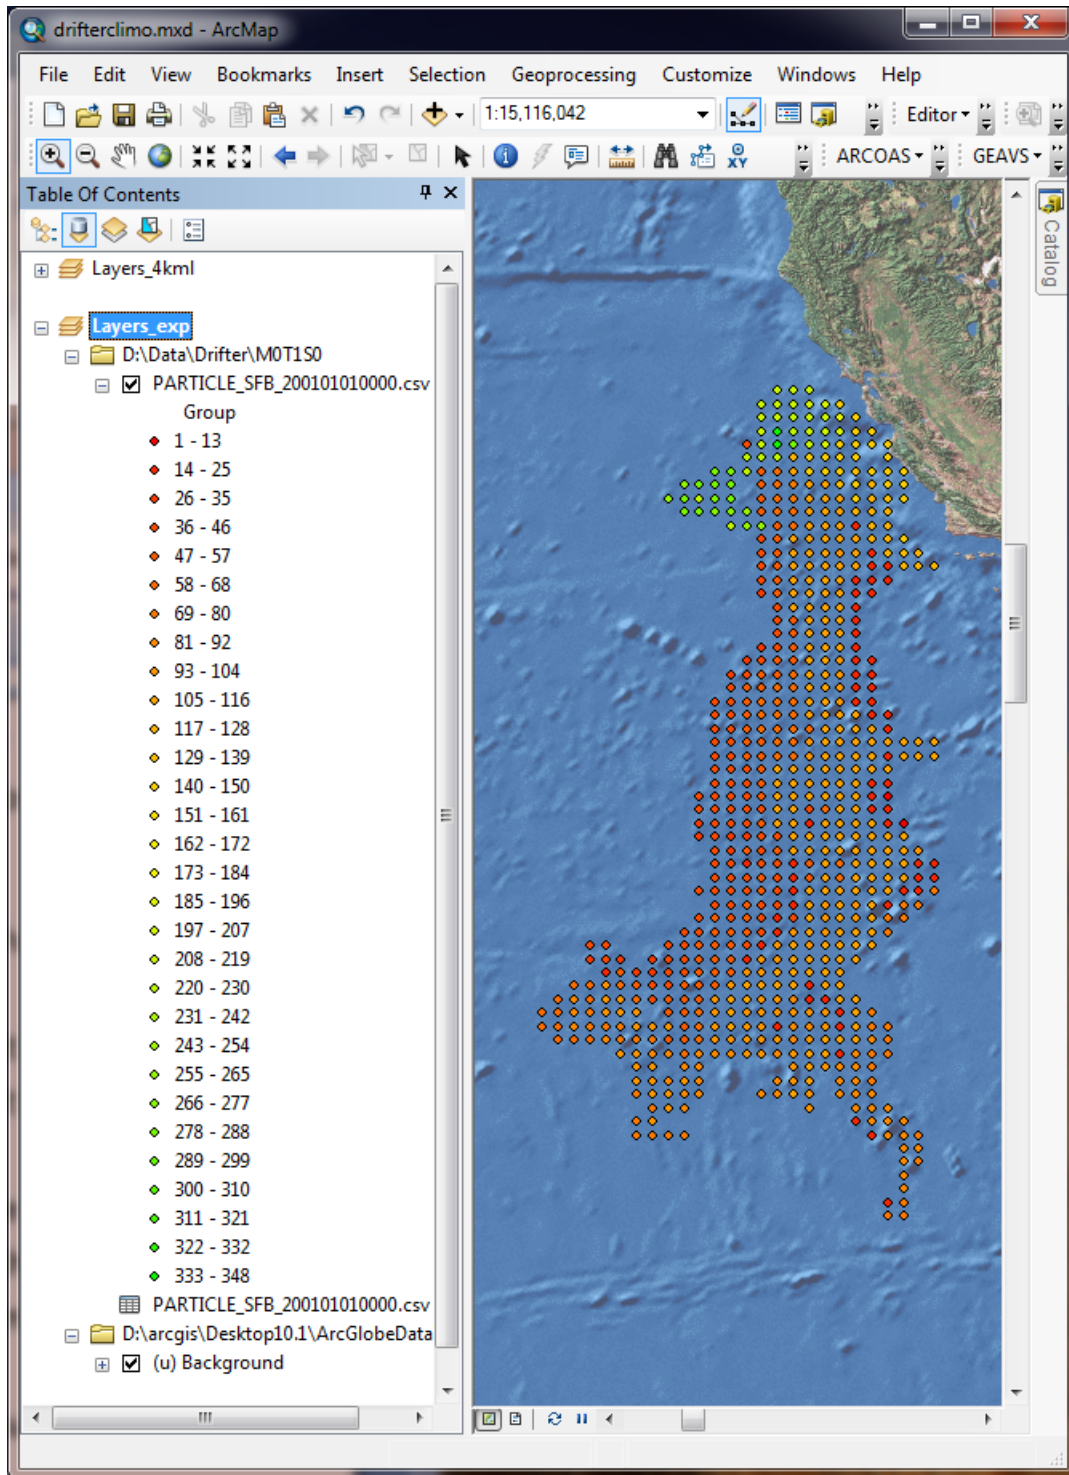 drifterclimo.mxd - ArcMap
File Edit View Bookmarks Insert Selection Geoprocessing Customize Windows Help
1:15,116,042 Editor
XY ARCOAS GEAVS
Table Of Contents
Catalog
Layers_4kml
Layers_exp
D:\Data\Drifter\M0T1S0
PARTICLE_SFB_200101010000.csv
Group
1 - 13
14 - 25
26 - 35
36 - 46
47 - 57
58 - 68
69 - 80
81 - 92
93 - 104
105 - 116
117 - 128
129 - 139
140 - 150
151 - 161
162 - 172
173 - 184
185 - 196
197 - 207
208 - 219
220 - 230
231 - 242
243 - 254
255 - 265
266 - 277
278 - 288
289 - 299
300 - 310
311 - 321
322 - 332
333 - 348
PARTICLE_SFB_200101010000.csv
D:\arcgis\Desktop10.1\ArcGlobeData
(u) Background